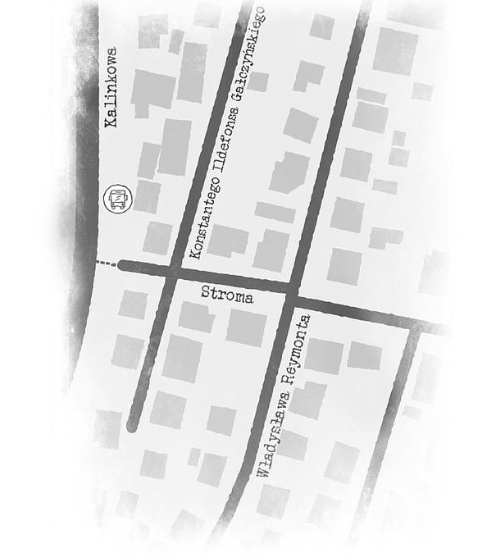 Kalinkowa
Konstantego Ildefonsa Gałczyńskiego
Stroma
Władysława Reymonta